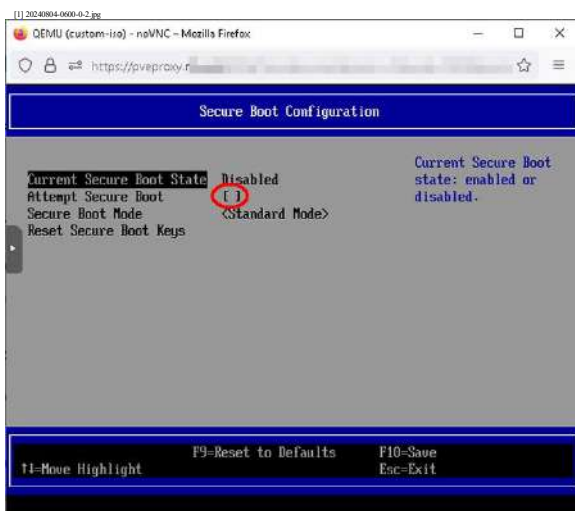 [1] 20240804-0600-0-2.jpg
QEMU (custom-iso) - noVNC – Mozilla Firefox
https://pveproxy.r
Secure Boot Configuration
Current Secure Boot State Disabled
Attempt Secure Boot [ ]
Secure Boot Mode <Standard Mode>
Reset Secure Boot Keys
Current Secure Boot
state: enabled or
disabled.
F9=Reset to Defaults F10=Save
↑↓=Move Highlight Esc=Exit